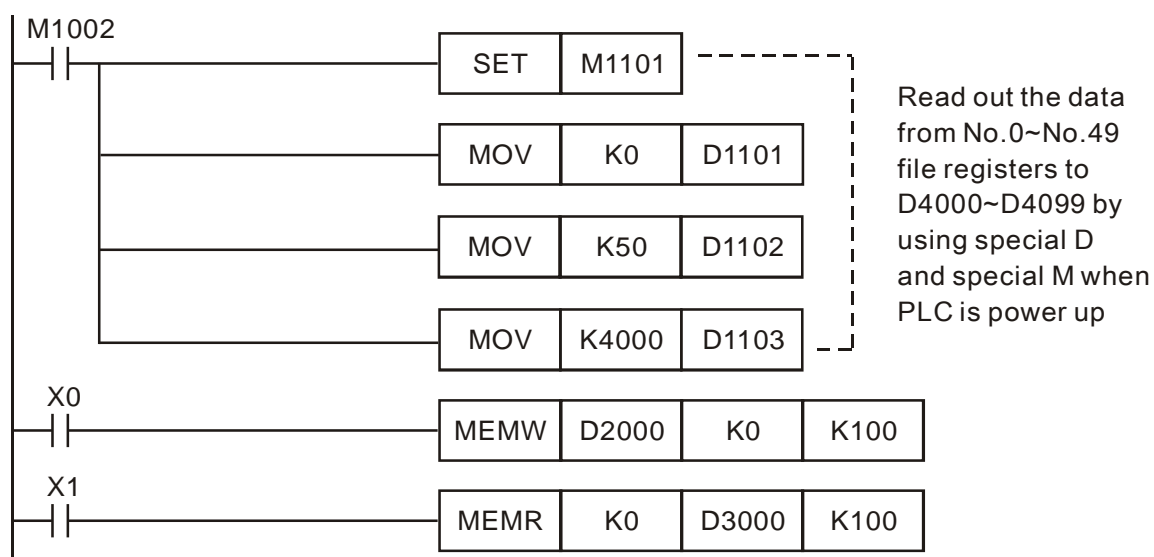 M1002
SET M1101
MOV K0 D1101
MOV K50 D1102
MOV K4000 D1103
Read out the data
from No.0~No.49
file registers to
D4000~D4099 by
using special D
and special M when
PLC is power up
X0
MEMW D2000 K0 K100
X1
MEMR K0 D3000 K100